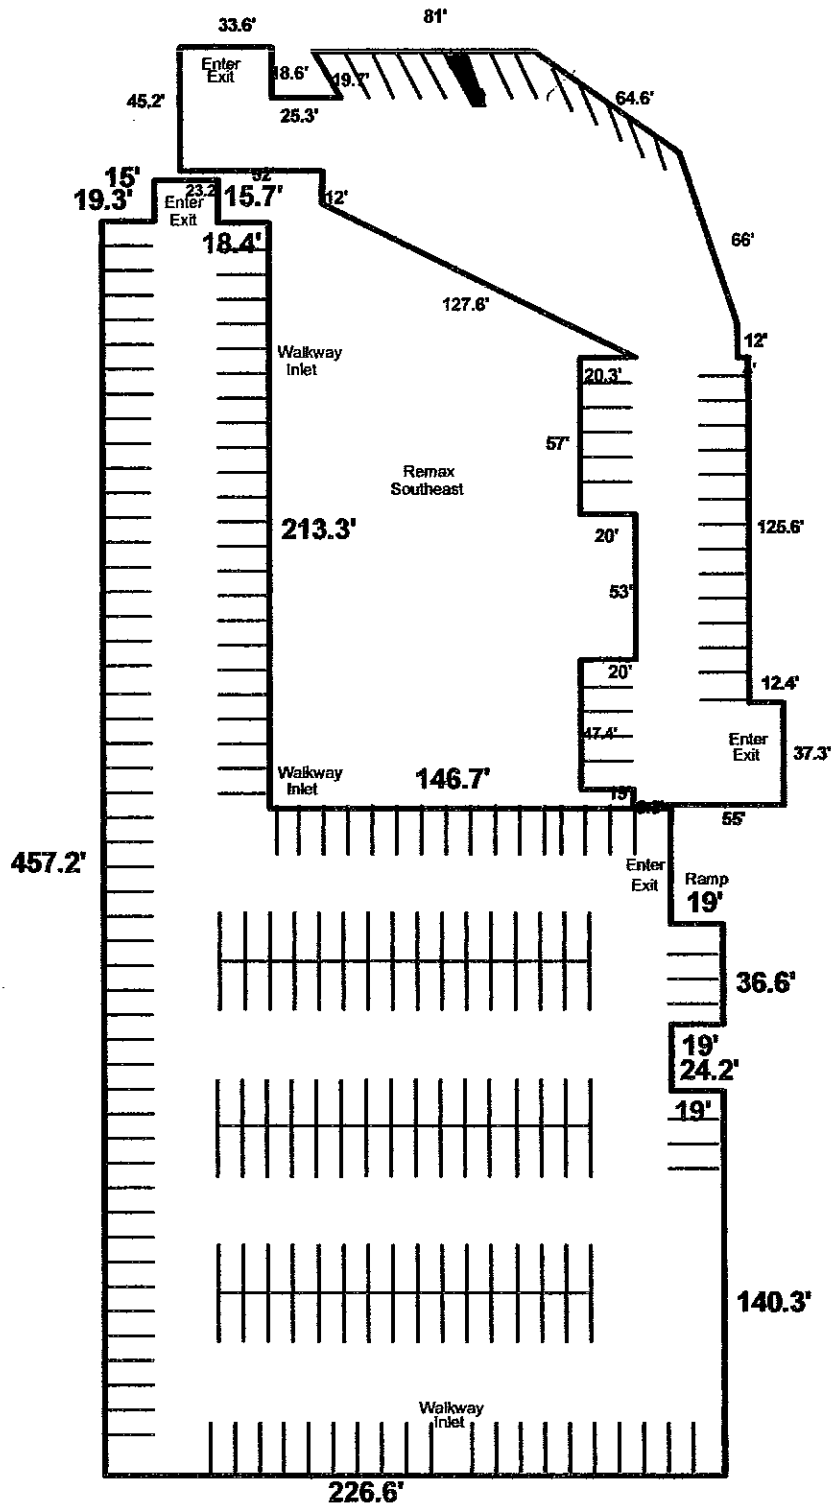 33.6'
81'
Enter
Exit
18.6'
19.7'
45.2'
25.3'
64.6'
52'
15'
23.2
15.7'
19.3'
12'
Enter
Exit
18.4'
66'
127.6'
12'
Walkway
Inlet
20.3'
57'
Remax
Southeast
213.3'
125.6'
20'
53'
20'
12.4'
47.4'
Enter
Exit
37.3'
Walkway
Inlet
146.7'
19'
55'
457.2'
Enter
Exit
Ramp
19'
36.6'
19'
24.2'
19'
140.3'
Walkway
Inlet
226.6'